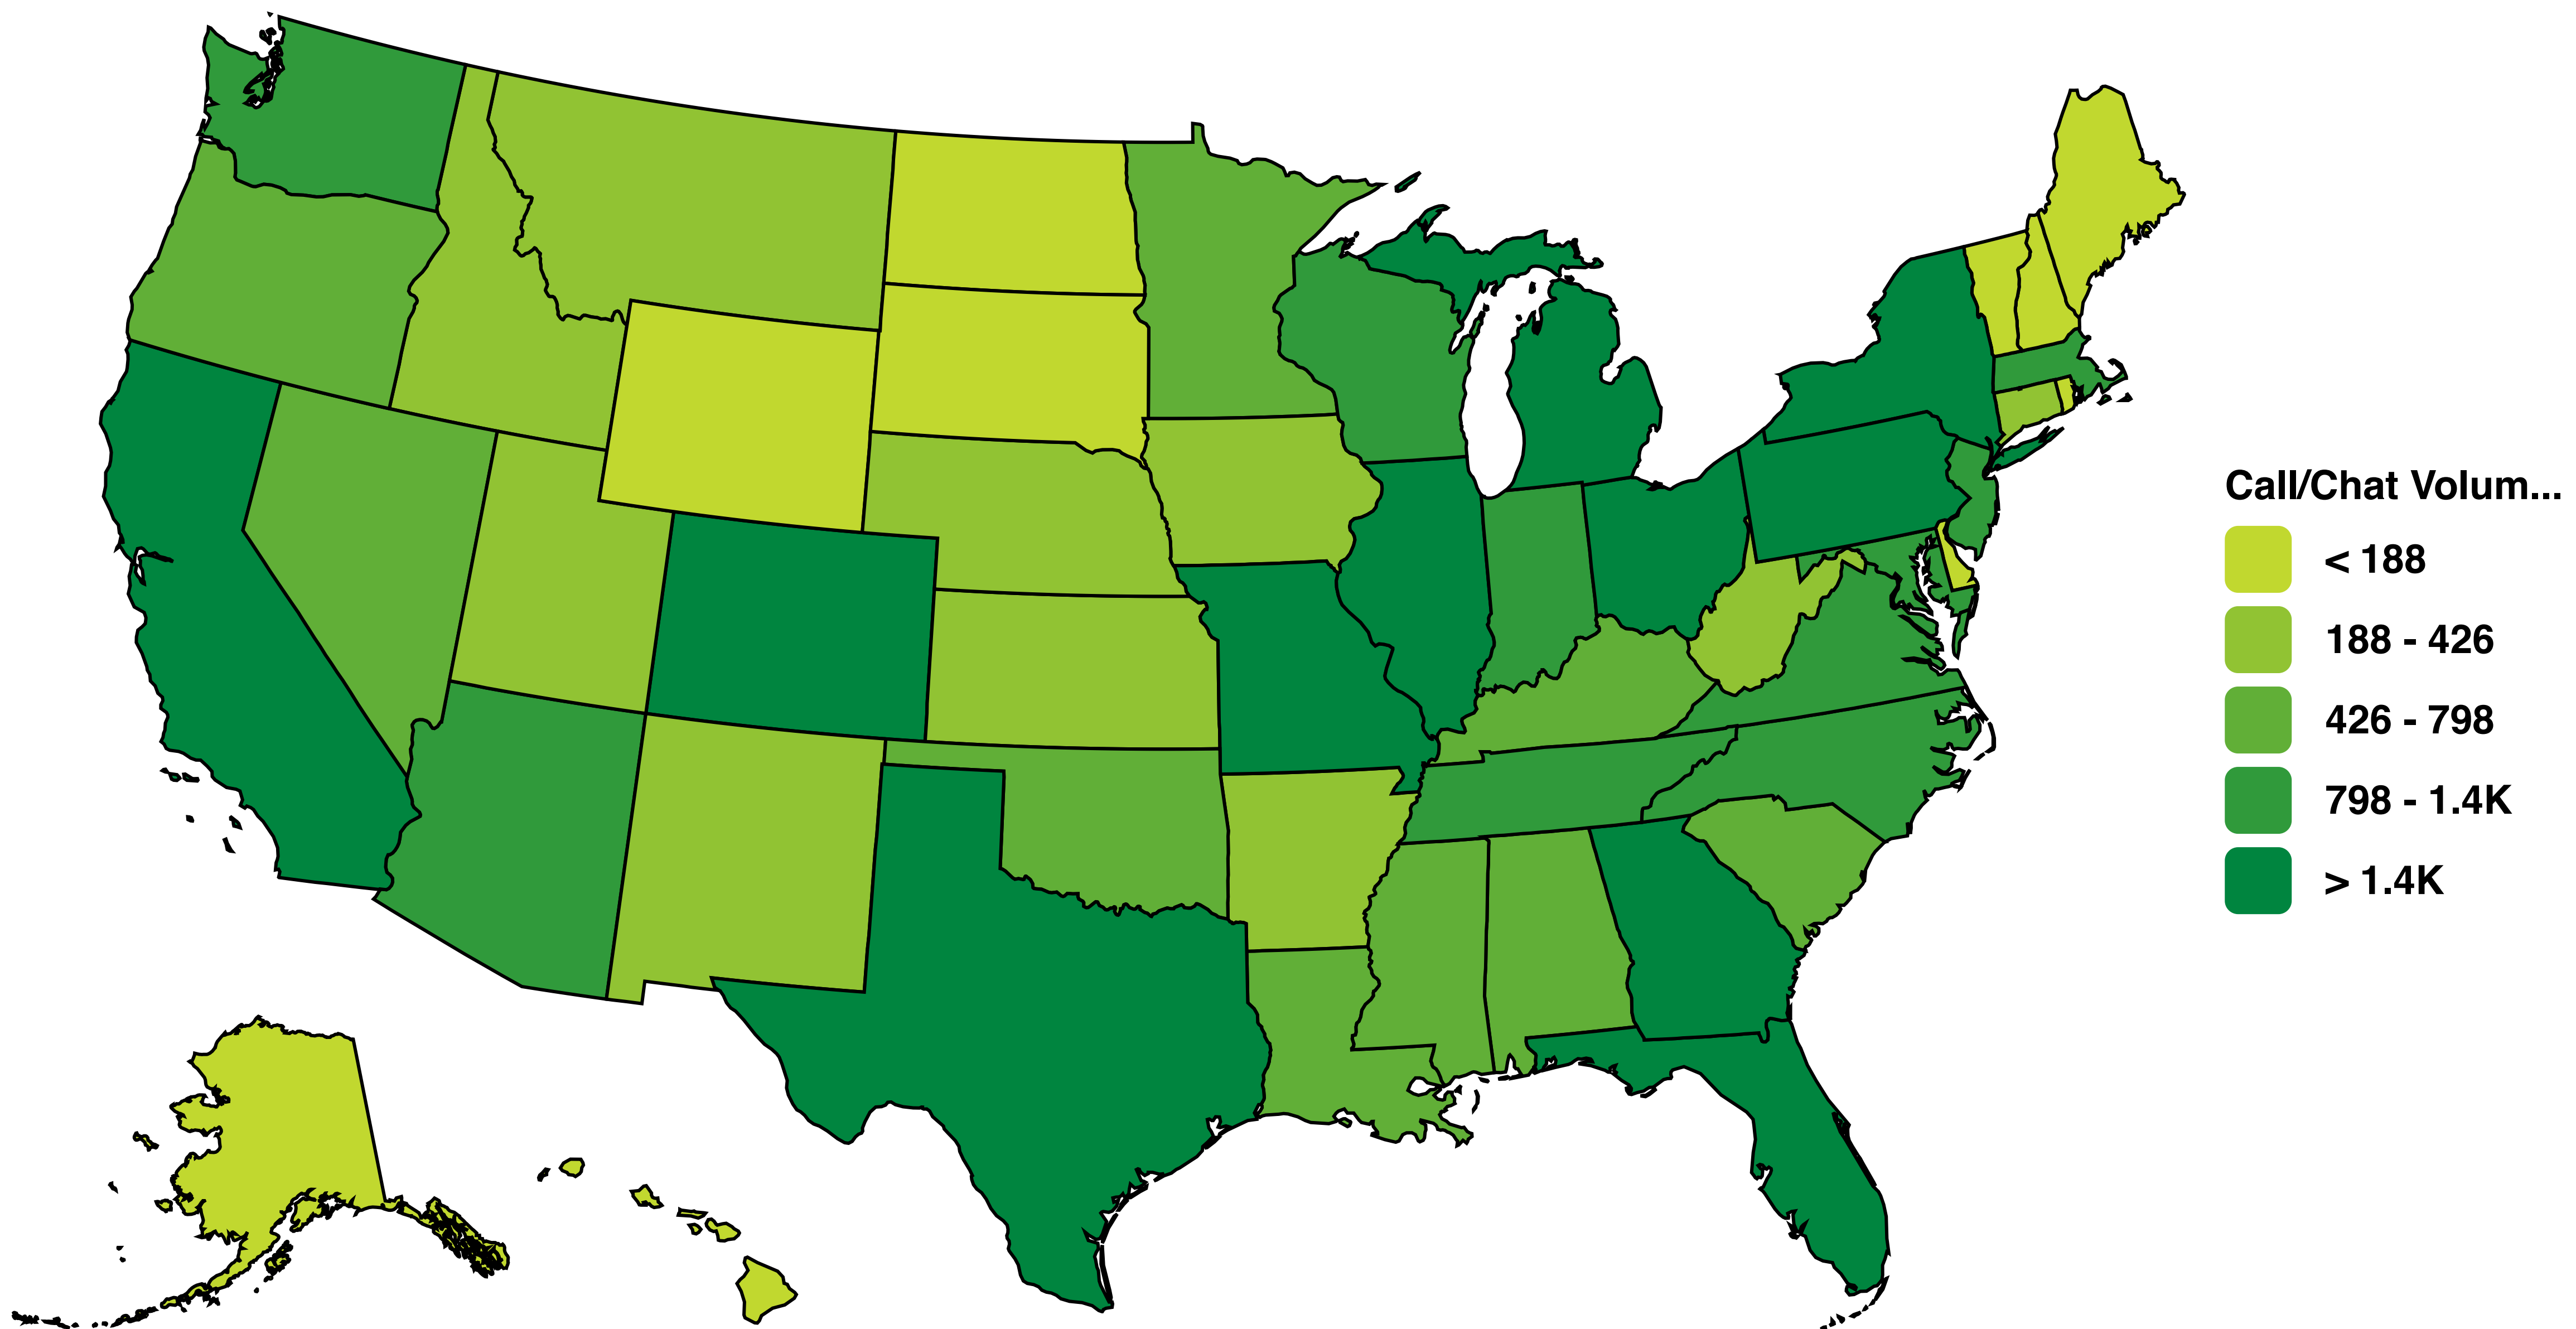 Call/Chat Volum...
< 188
188 - 426
426 - 798
798 - 1.4K
> 1.4K